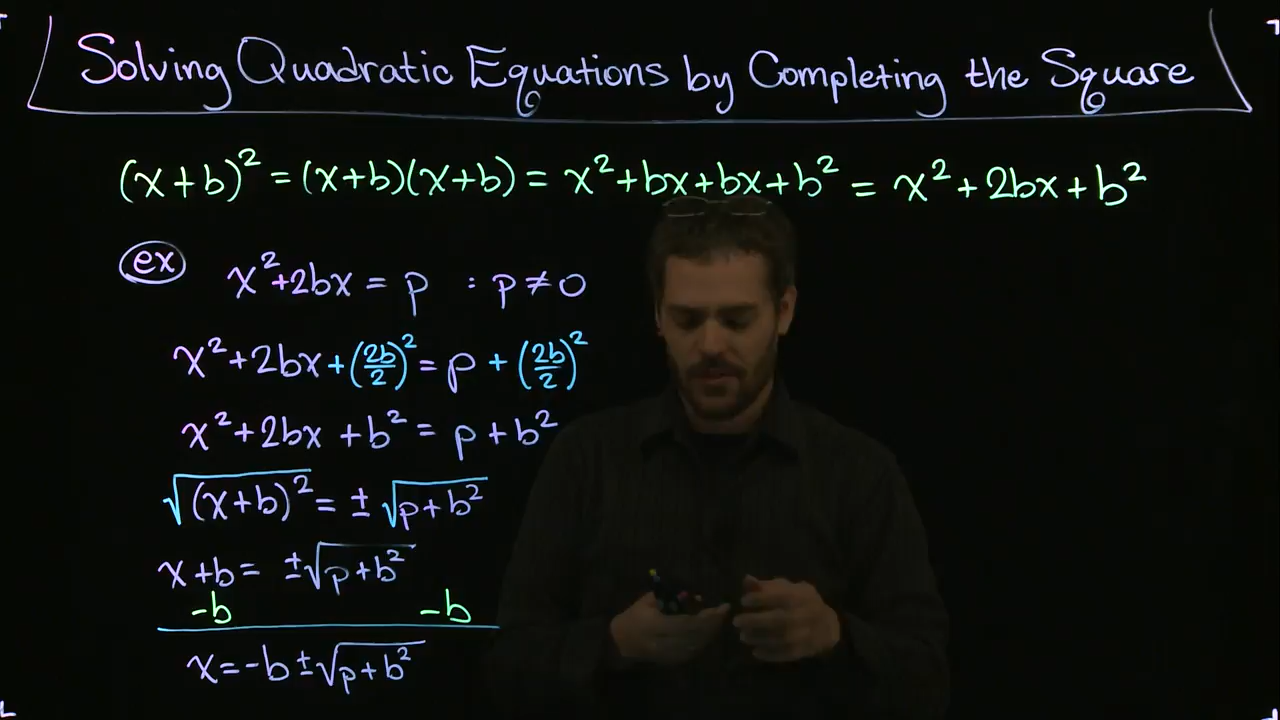 Solving Quadratic Equations by Completing the Square
(x+b)² = (x+b)(x+b) = x²+bx+bx+b² = x²+2bx+b²
ex x²+2bx = p : p ≠ 0
x²+2bx+(2b/2)² = p + (2b/2)²
x²+2bx+b² = p+b²
√(x+b)² = ± √p+b²
x+b = ±√p+b²
-b -b
x=-b±√p+b²